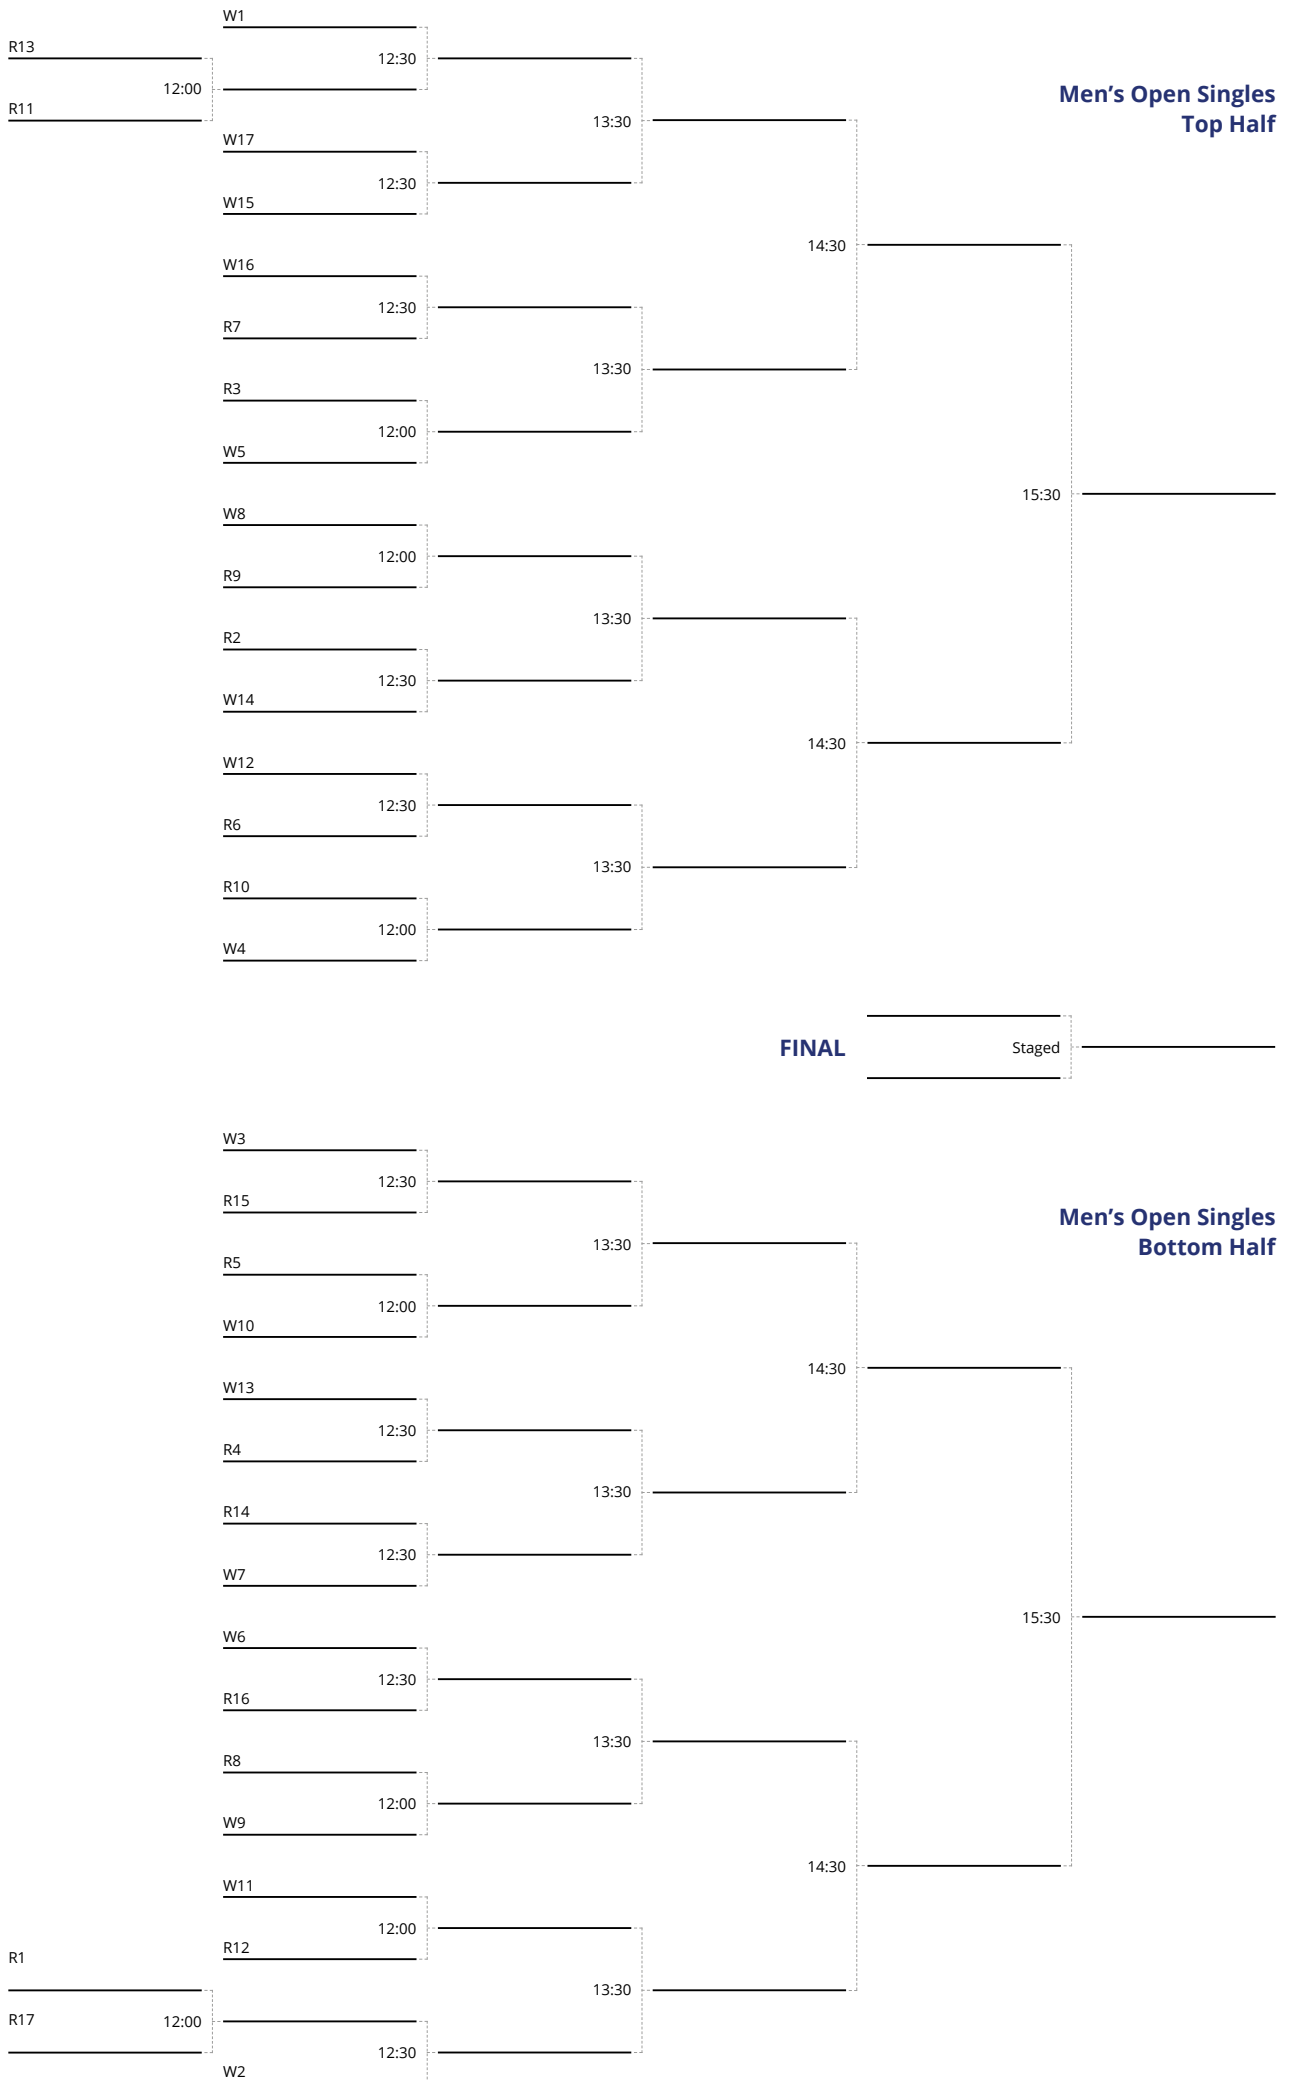 W1
R13
12:30
12:00
Men’s Open Singles
R11
13:30
Top Half
W17
12:30
W15
14:30
W16
12:30
R7
13:30
R3
12:00
W5
15:30
W8
12:00
R9
13:30
R2
12:30
W14
14:30
W12
12:30
R6
13:30
R10
12:00
W4
FINAL
Staged
W3
12:30
R15
Men’s Open Singles
13:30
Bottom Half
R5
12:00
W10
14:30
W13
12:30
R4
13:30
R14
12:30
W7
15:30
W6
12:30
R16
13:30
R8
12:00
W9
14:30
W11
12:00
R12
R1
13:30
R17
12:00
12:30
W2